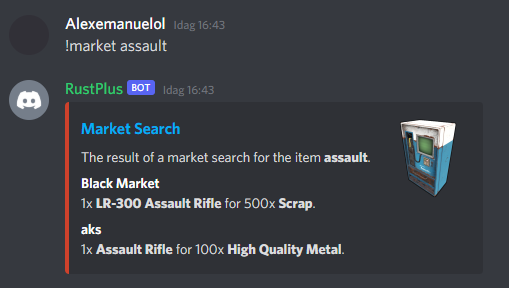 Alexemanuelol Idag 16:43
!market assault
RustPlus BOT Idag 16:43
Market Search
The result of a market search for the item assault.
Black Market
1x LR-300 Assault Rifle for 500x Scrap.
aks
1x Assault Rifle for 100x High Quality Metal.